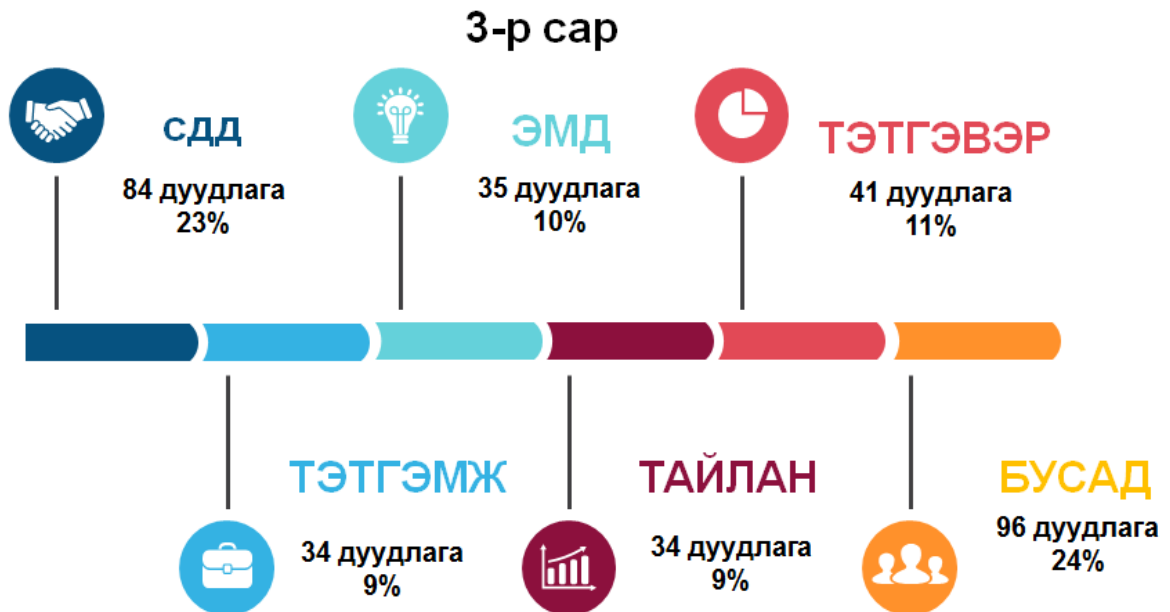 3-р сар
СДД
84 дуудлага
23%
ЭМД
35 дуудлага
10%
ТЭТГЭВЭР
41 дуудлага
11%
ТЭТГЭМЖ
34 дуудлага
9%
ТАЙЛАН
34 дуудлага
9%
БУСАД
96 дуудлага
24%